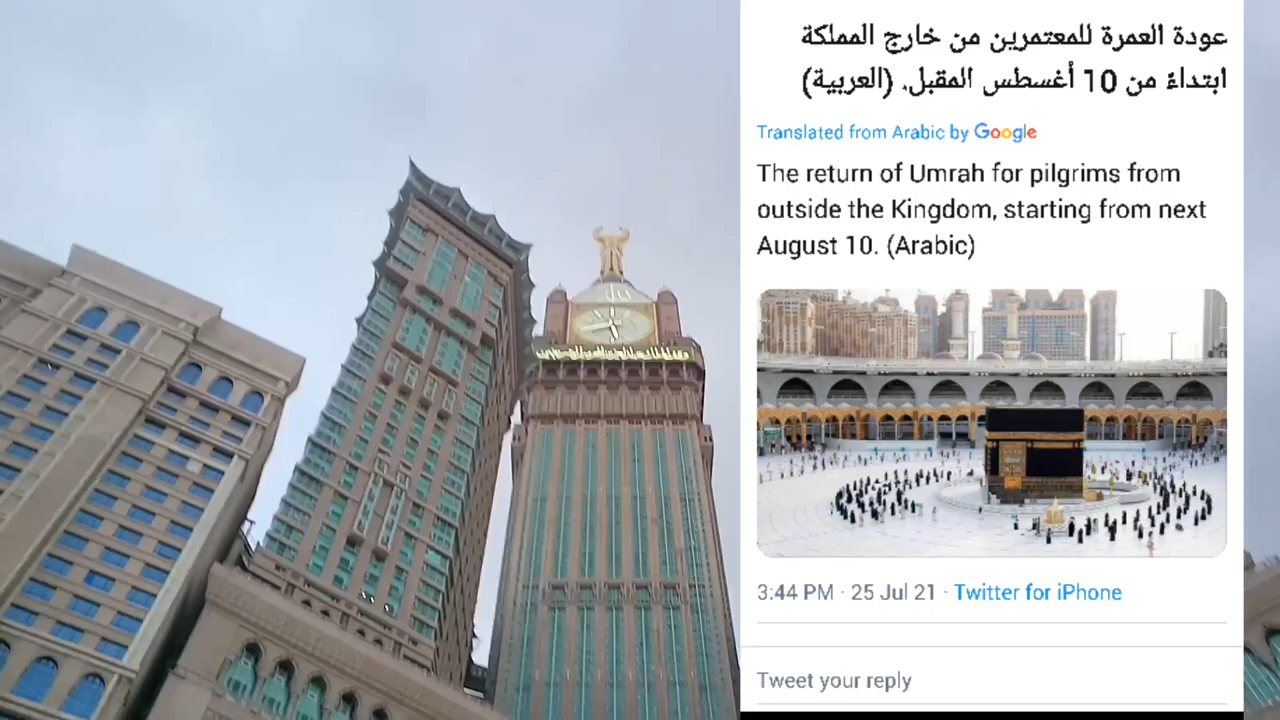 عودة العمرة للمعتمرين من خارج المملكة
ابتداءً من 10 أغسطس المقبل. (العربية)
Translated from Arabic by Google
The return of Umrah for pilgrims from
outside the Kingdom, starting from next
August 10. (Arabic)
3:44 PM · 25 Jul 21 · Twitter for iPhone
Tweet your reply